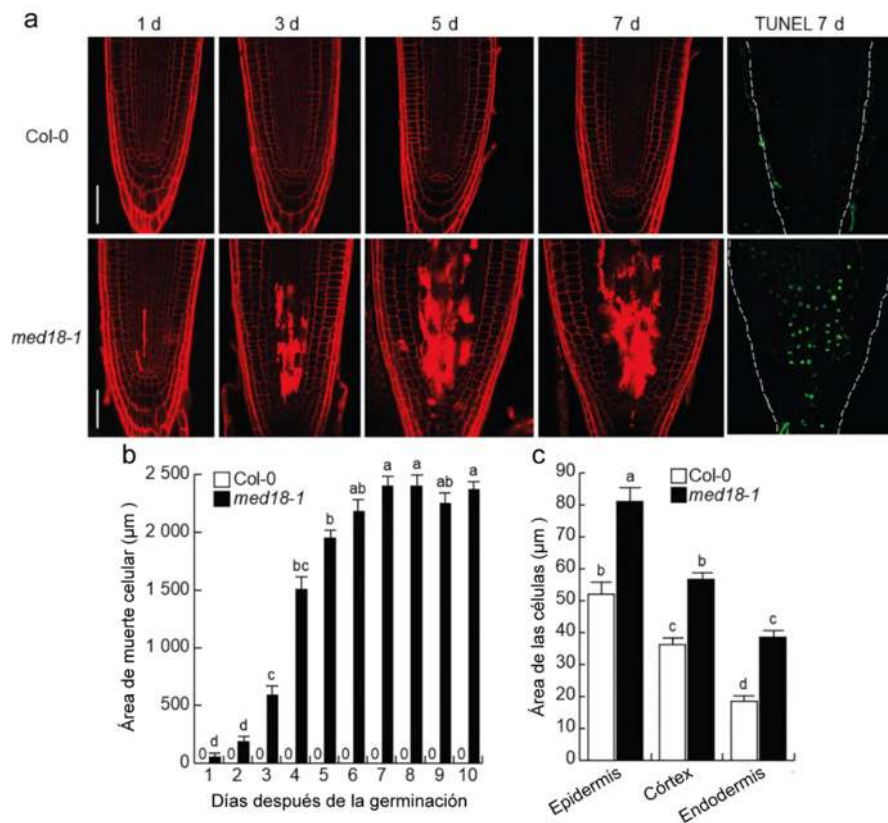 a
1 d
3 d
5 d
7 d
TUNEL 7 d
Col-0
med18-1
b
Área de muerte celular (µm )
2 500
2 000
1 500
1 000
500
0
Col-0
med18-1
d
d
c
bc
b
ab
a
a
ab
a
0 0 0 0 0 0 0 0 0 0
1 2 3 4 5 6 7 8 9 10
Días después de la germinación
c
Área de las células (µm )
90
80
70
60
50
40
30
20
10
0
Col-0
med18-1
b
a
c
b
d
c
Epidermis
Córtex
Endodermis